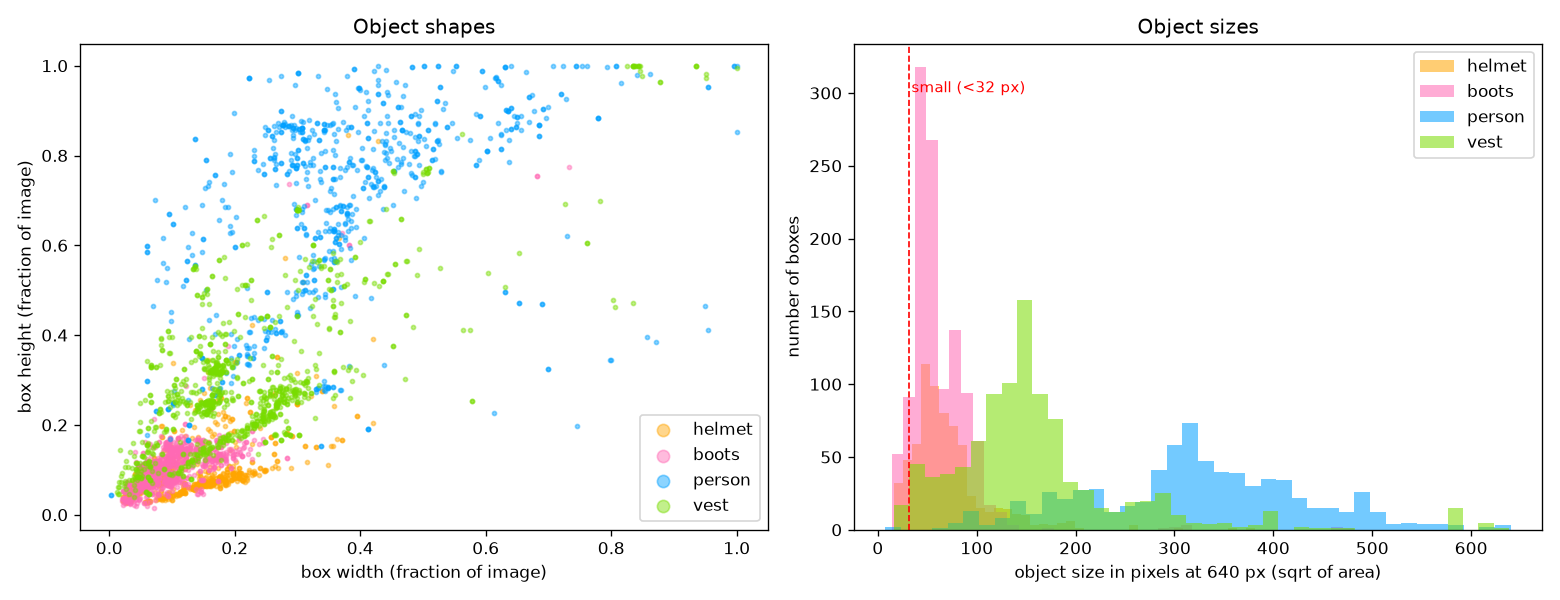 Object shapes
box height (fraction of image)
1.0
0.8
0.6
0.4
0.2
0.0
0.0 0.2 0.4 0.6 0.8 1.0
box width (fraction of image)
helmet
boots
person
vest
Object sizes
number of boxes
300
250
200
150
100
50
0
0 100 200 300 400 500 600
object size in pixels at 640 px (sqrt of area)
small (<32 px)
helmet
boots
person
vest